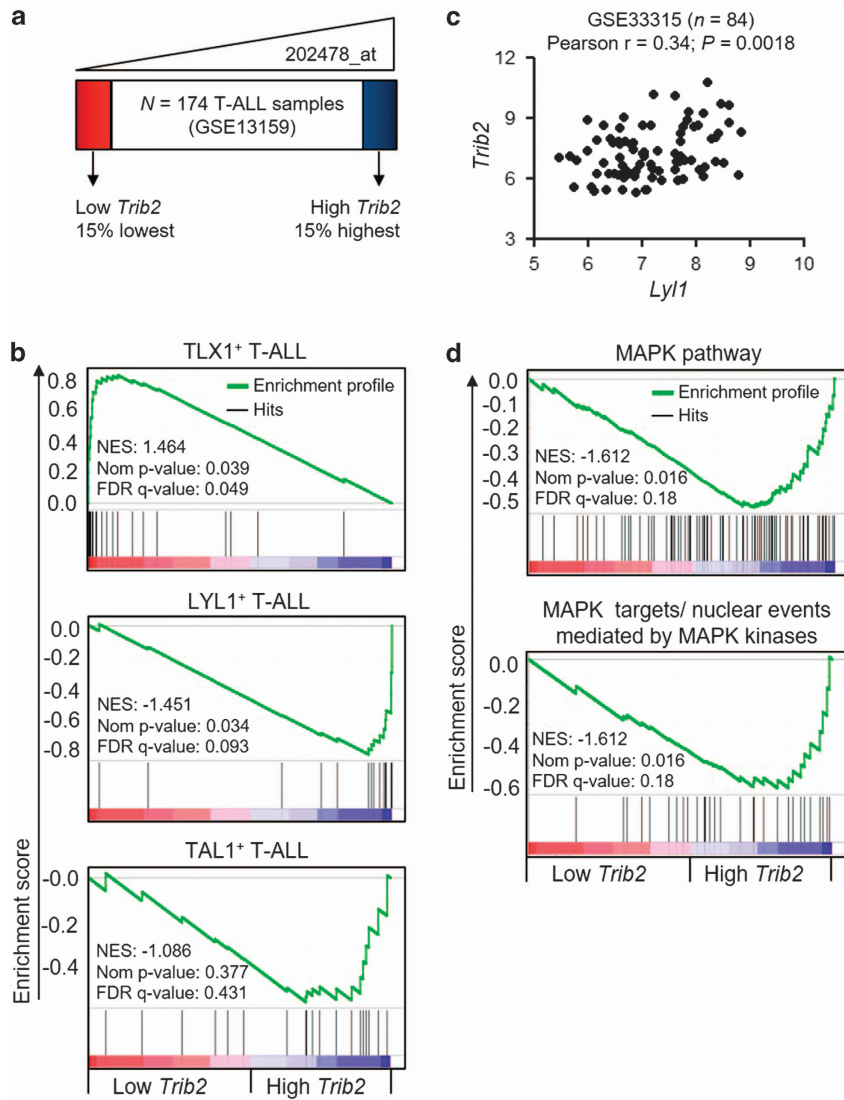 a
202478_at
N = 174 T-ALL samples
(GSE13159)
Low Trib2
15% lowest
High Trib2
15% highest
c
GSE33315 (n = 84)
Pearson r = 0.34; P = 0.0018
12
9
6
3
Trib2
5
6
7
8
9
10
Lyl1
b
Enrichment score
TLX1+ T-ALL
0.8
0.6
0.4
0.2
0.0
Enrichment profile
Hits
NES: 1.464
Nom p-value: 0.039
FDR q-value: 0.049
LYL1+ T-ALL
0.0
-0.2
-0.4
-0.6
-0.8
NES: -1.451
Nom p-value: 0.034
FDR q-value: 0.093
TAL1+ T-ALL
-0.0
-0.2
-0.4
NES: -1.086
Nom p-value: 0.377
FDR q-value: 0.431
Low Trib2
High Trib2
d
Enrichment score
MAPK pathway
0.0
-0.1
-0.2
-0.3
-0.4
-0.5
Enrichment profile
Hits
NES: -1.612
Nom p-value: 0.016
FDR q-value: 0.18
MAPK targets/ nuclear events
mediated by MAPK kinases
0.0
-0.2
-0.4
-0.6
NES: -1.612
Nom p-value: 0.016
FDR q-value: 0.18
Low Trib2
High Trib2